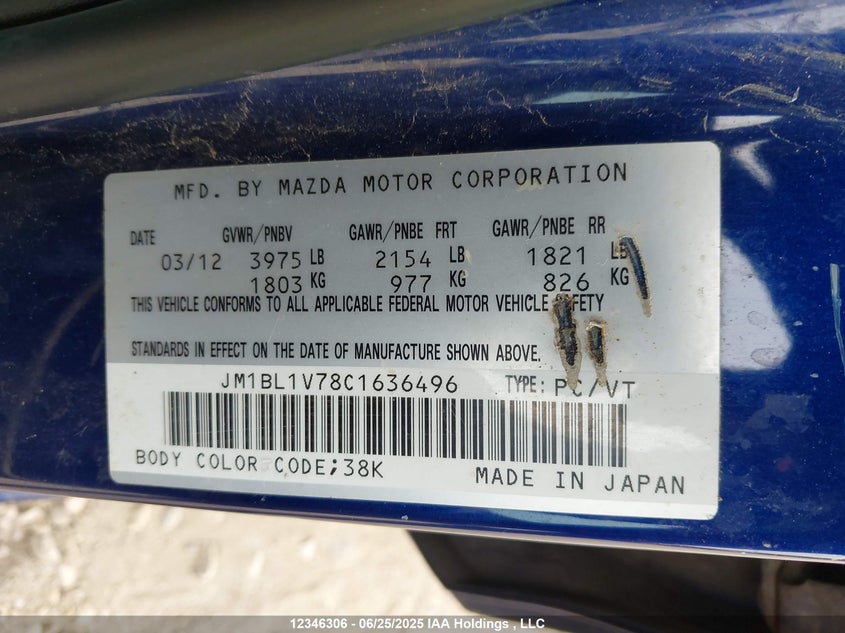 MFD. BY MAZDA MOTOR CORPORATION
DATE GVWR/PNBV GAWR/PNBE FRT GAWR/PNBE RR
03/12 3975 LB 2154 LB 1821 LB
1803 KG 977 KG 826 KG
THIS VEHICLE CONFORMS TO ALL APPLICABLE FEDERAL MOTOR VEHICLE SAFETY
STANDARDS IN EFFECT ON THE DATE OF MANUFACTURE SHOWN ABOVE.
JM1BL1V78C1636496 TYPE: PC/VT
BODY COLOR CODE;38K MADE IN JAPAN
12346306 - 06/25/2025 IAA Holdings , LLC